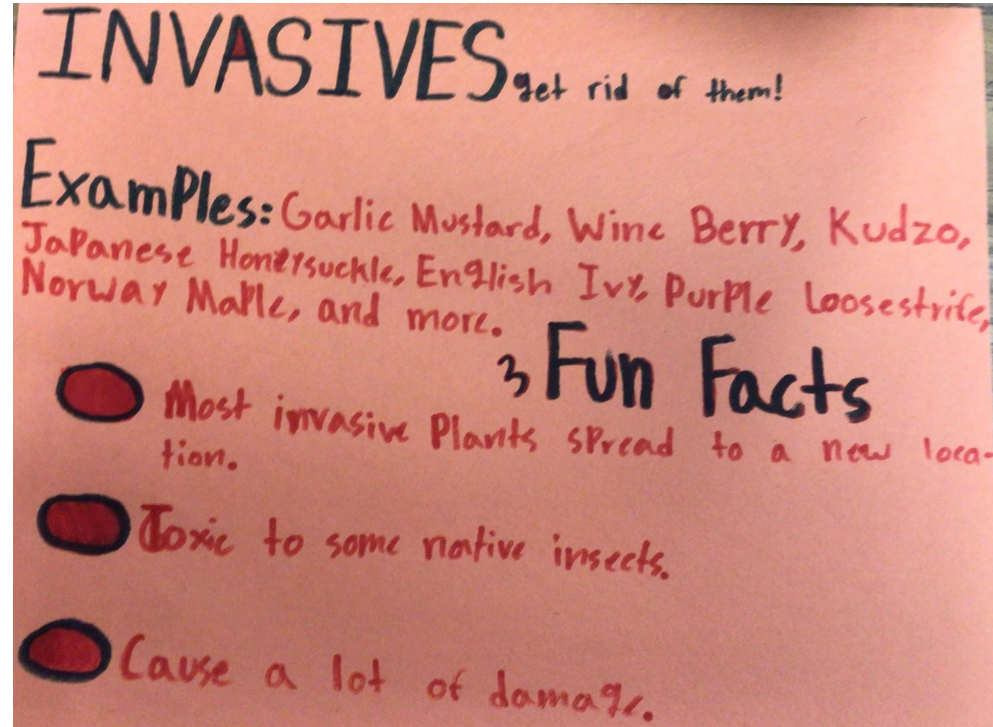 INVASIVES get rid of them!
Examples: Garlic Mustard, Wine Berry, Kudzo,
Japanese Honeysuckle, English Ivy, Purple Loosestrife,
Norway Maple, and more.
3 Fun Facts
Most invasive Plants spread to a new loca-
tion.
Toxic to some native insects.
Cause a lot of damage.